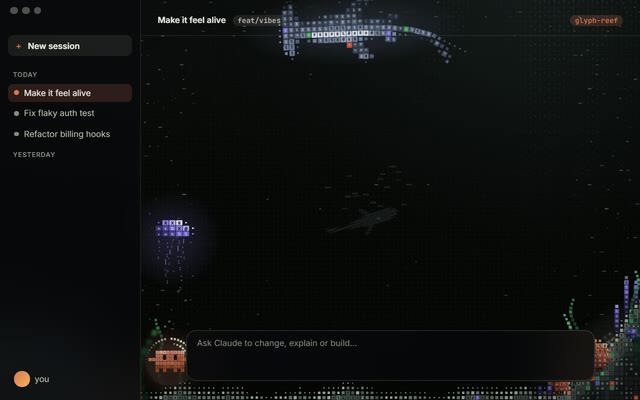 + New session
TODAY
Make it feel alive
Fix flaky auth test
Refactor billing hooks
YESTERDAY
you
Make it feel alive
feat/vibes
glyph-reef
Ask Claude to change, explain or build...